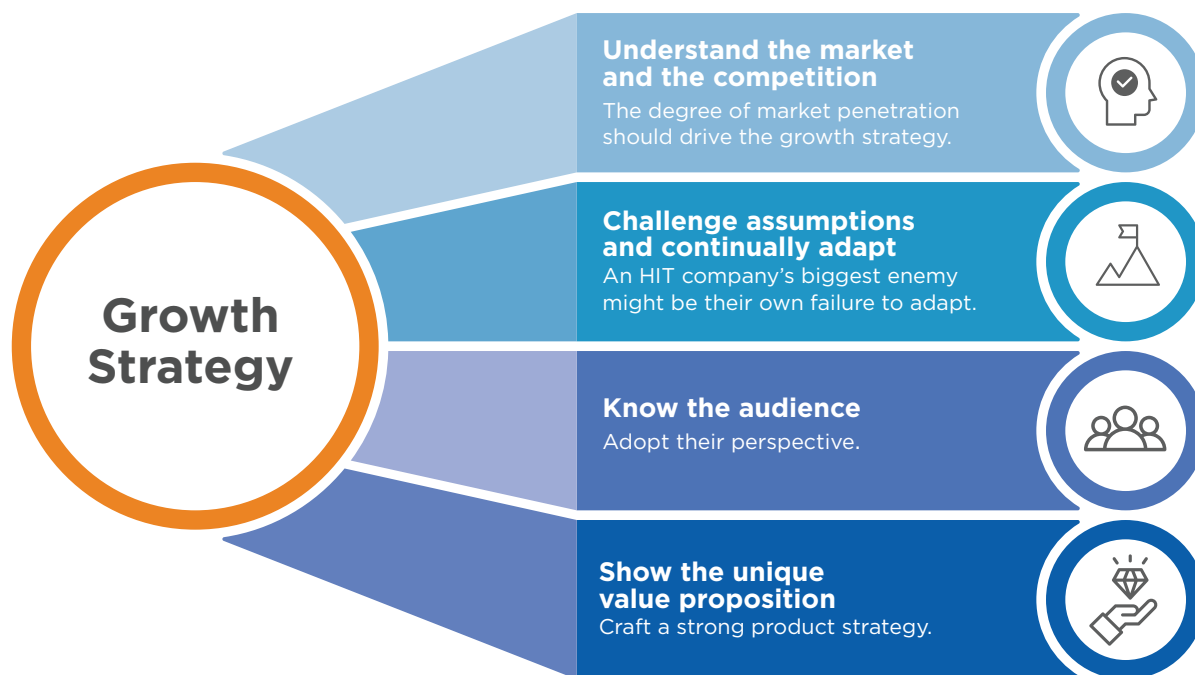 Growth
Strategy
Understand the market
and the competition
The degree of market penetration
should drive the growth strategy.
Challenge assumptions
and continually adapt
An HIT company’s biggest enemy
might be their own failure to adapt.
Know the audience
Adopt their perspective.
Show the unique
value proposition
Craft a strong product strategy.